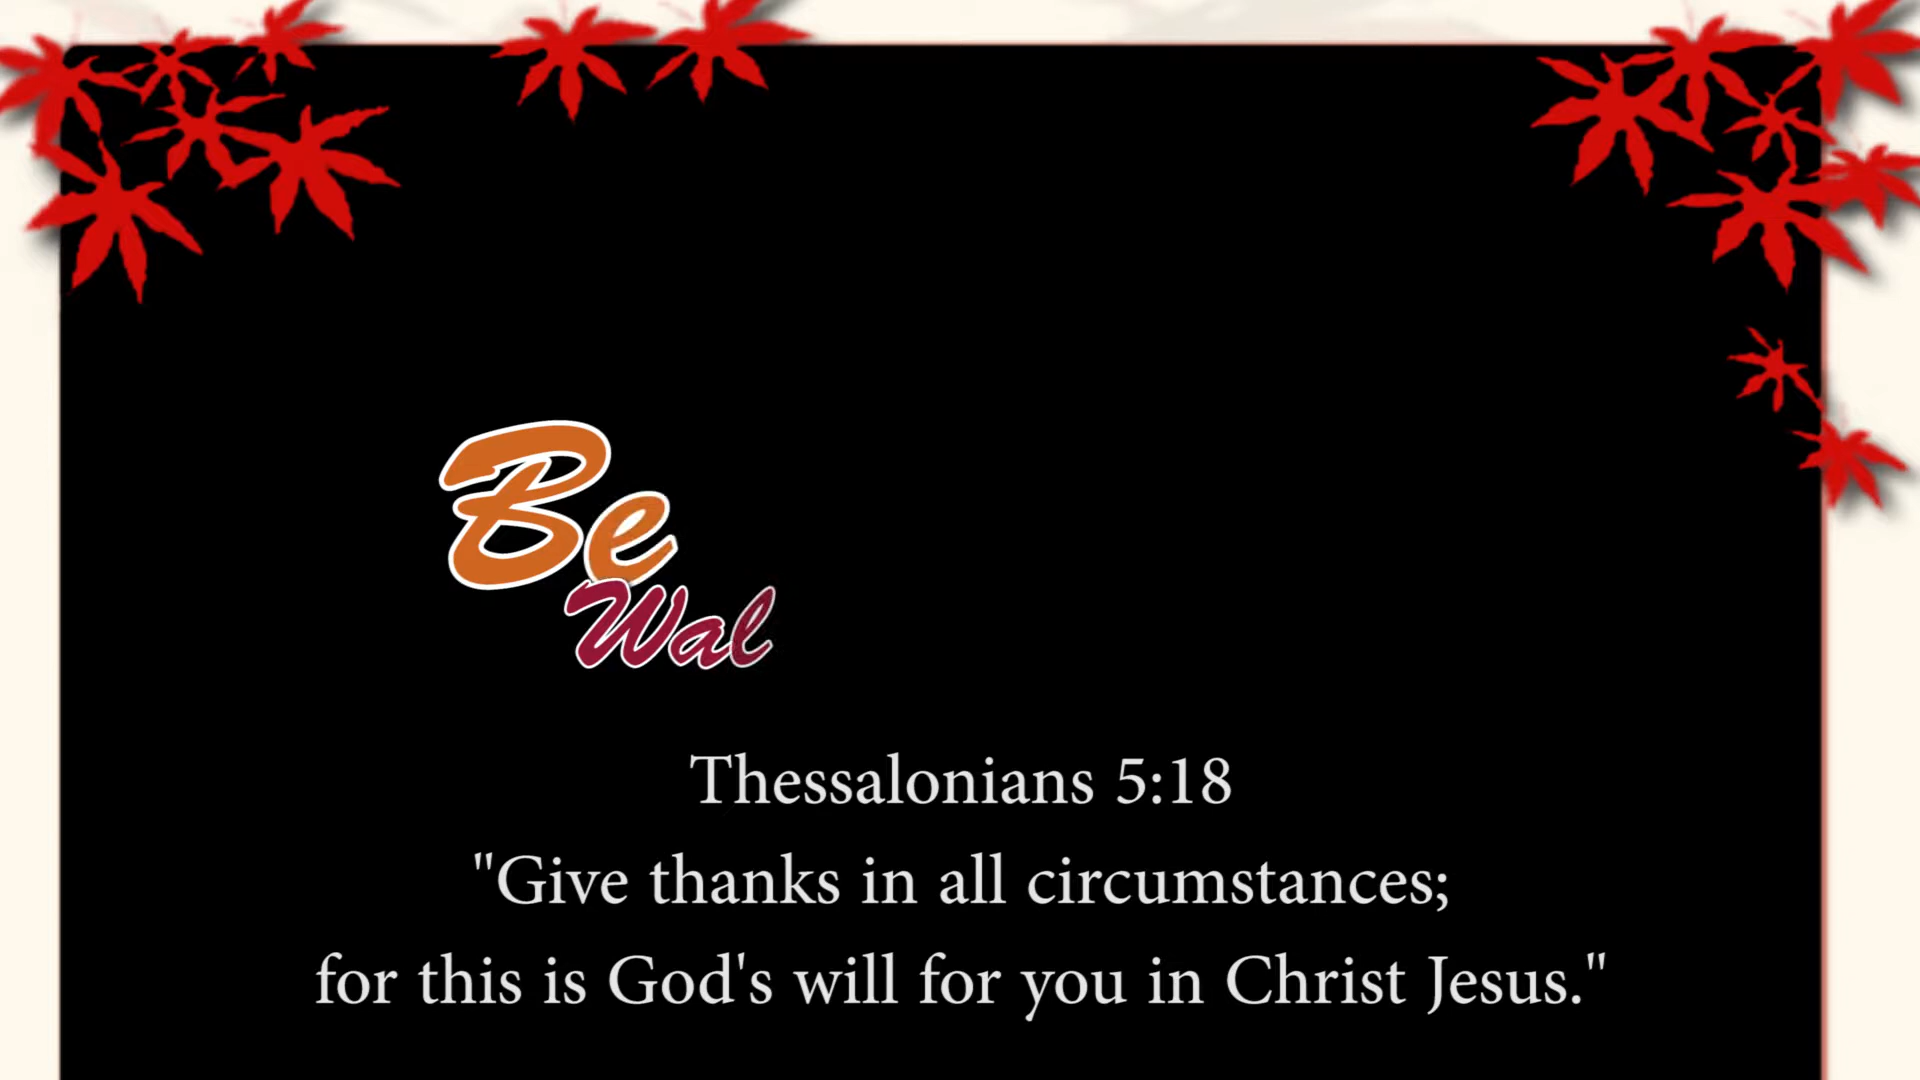 Be
Wal
Thessalonians 5:18
"Give thanks in all circumstances;
for this is God's will for you in Christ Jesus."